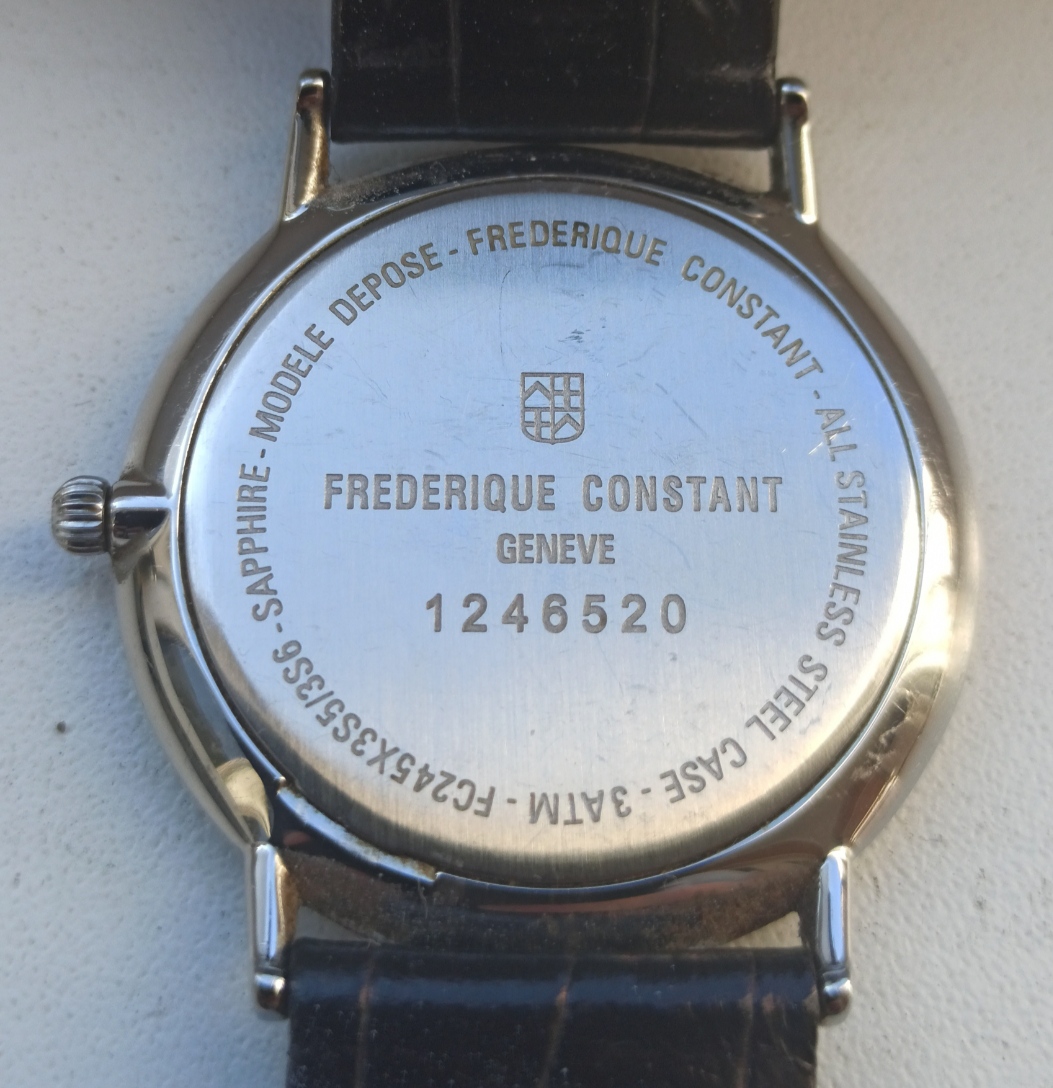 FREDERIQUE CONSTANT - ALL STAINLESS STEEL CASE - 3ATM - FC245X3S5/3S6 - SAPPHIRE - MODELE DEPOSE -
FREDERIQUE CONSTANT
GENEVE
1246520